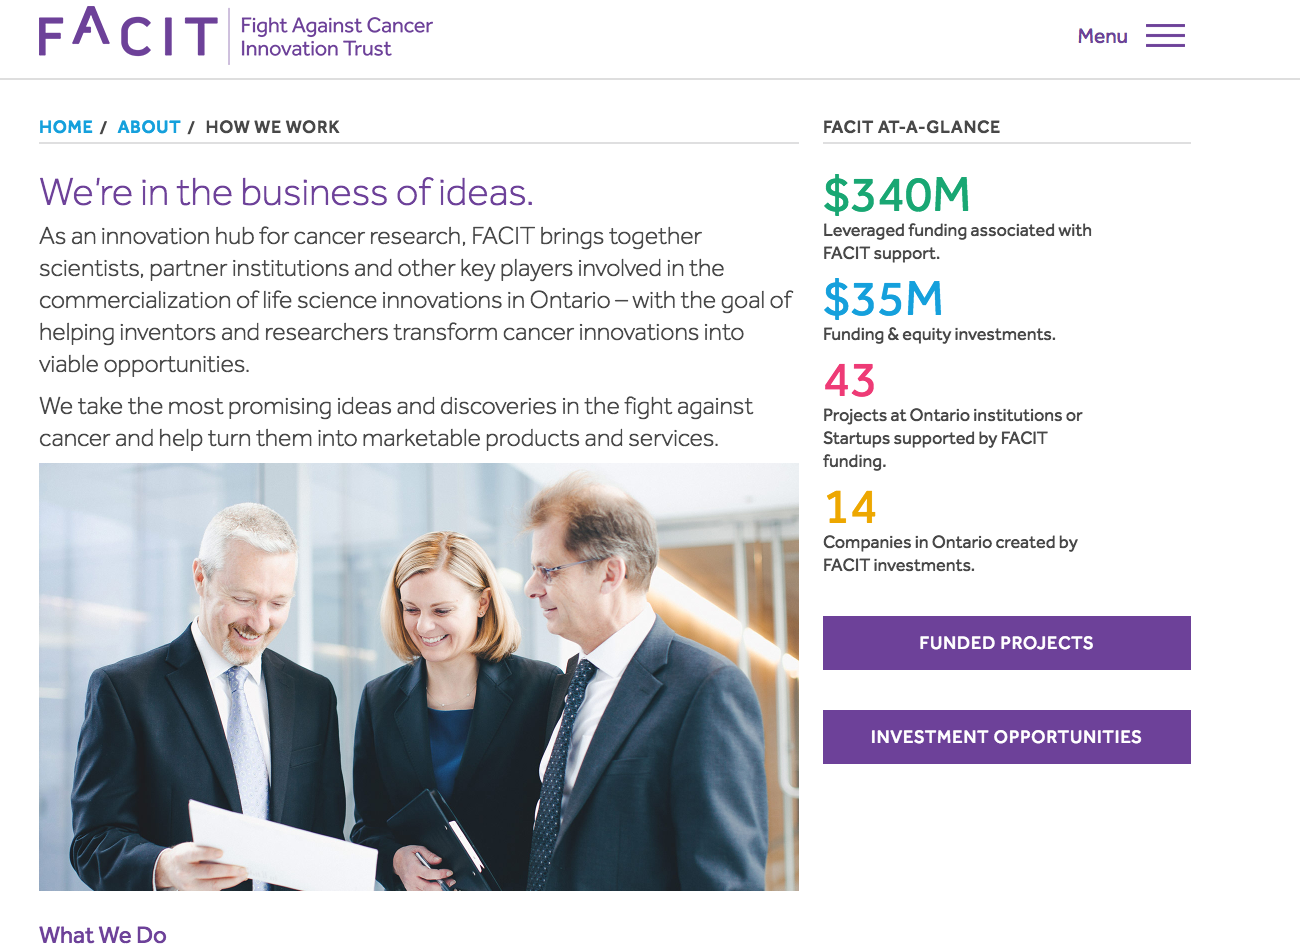 FACIT
Fight Against Cancer
Innovation Trust
Menu
HOME / ABOUT / HOW WE WORK
We're in the business of ideas.
As an innovation hub for cancer research, FACIT brings together
scientists, partner institutions and other key players involved in the
commercialization of life science innovations in Ontario – with the goal of
helping inventors and researchers transform cancer innovations into
viable opportunities.
We take the most promising ideas and discoveries in the fight against
cancer and help turn them into marketable products and services.
What We Do
FACIT AT-A-GLANCE
$340M
Leveraged funding associated with
FACIT support.
$35M
Funding & equity investments.
43
Projects at Ontario institutions or
Startups supported by FACIT
funding.
14
Companies in Ontario created by
FACIT investments.
FUNDED PROJECTS
INVESTMENT OPPORTUNITIES